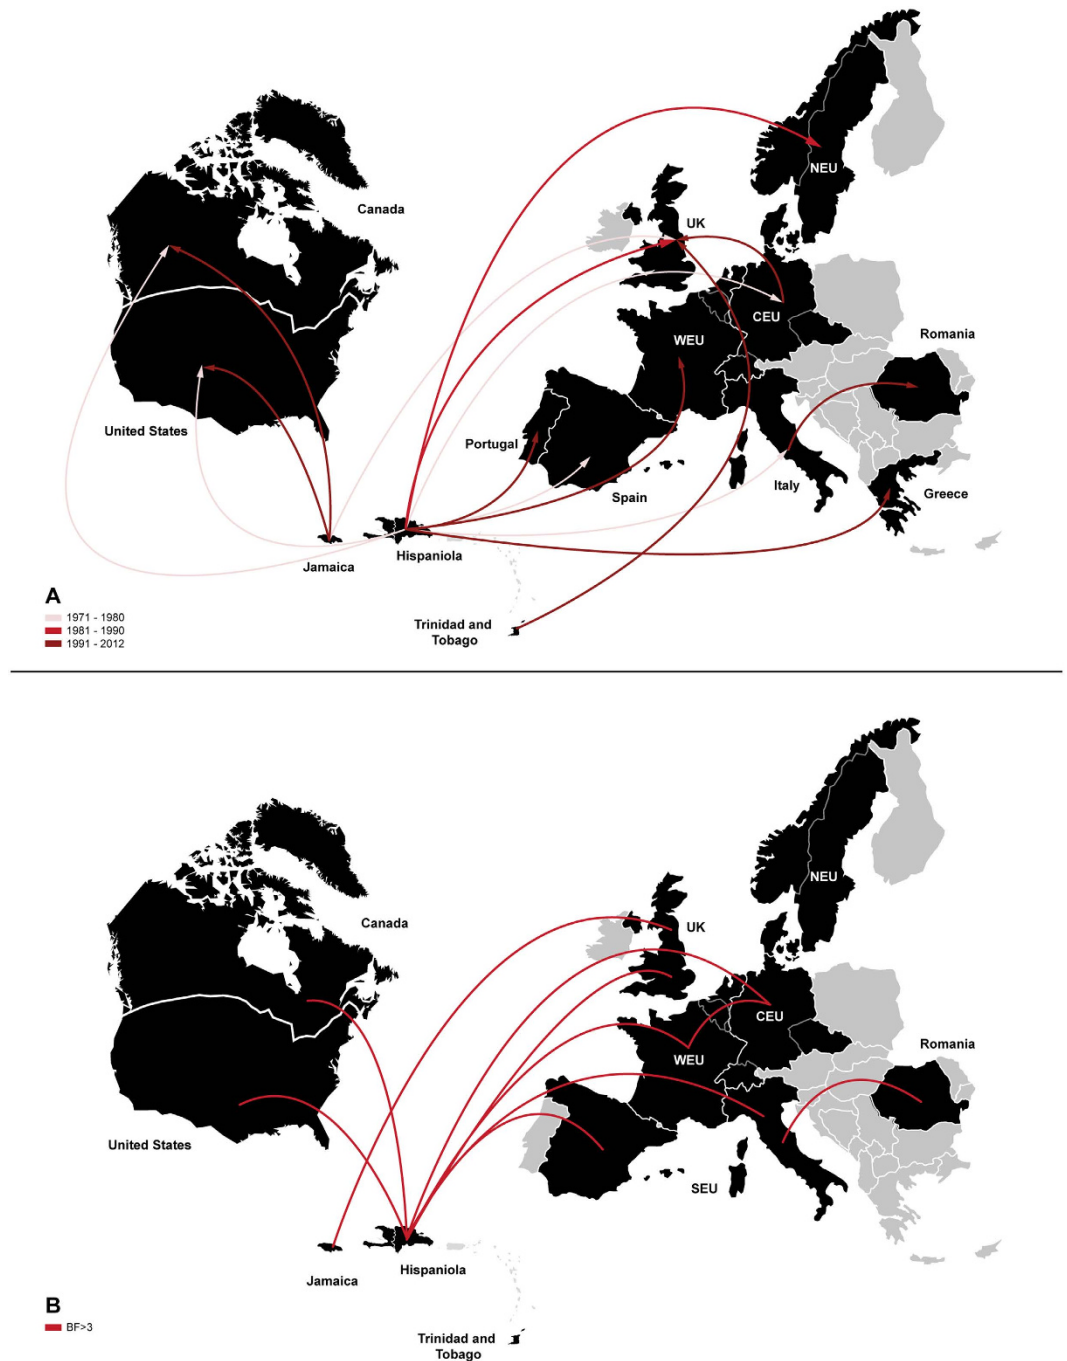 NEU
Canada
UK
CEU
Romania
WEU
United States
Portugal
Spain
Italy
Greece
Hispaniola
Jamaica
A
1971 - 1980
1981 - 1990
1991 - 2012
Trinidad and
Tobago
NEU
Canada
UK
CEU
Romania
WEU
United States
SEU
Hispaniola
Jamaica
B
BF>3
Trinidad and
Tobago